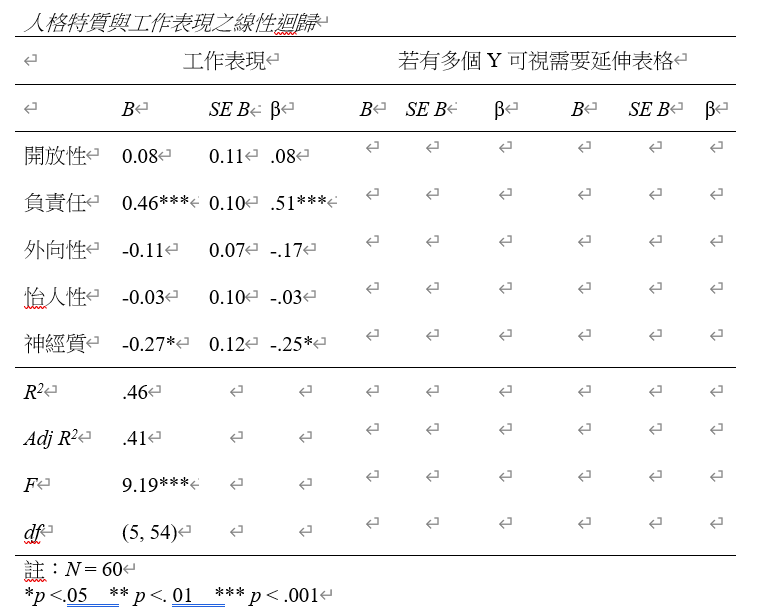 人格特質與工作表現之線性迴歸
工作表現 若有多個 Y 可視需要延伸表格
B SE B β B SE B β B SE B β
開放性 0.08 0.11 .08
負責任 0.46*** 0.10 .51***
外向性 -0.11 0.07 -.17
怡人性 -0.03 0.10 -.03
神經質 -0.27* 0.12 -.25*
R² .46
Adj R² .41
F 9.19***
df (5, 54)
註：N = 60
*p <.05 ** p <. 01 *** p < .001